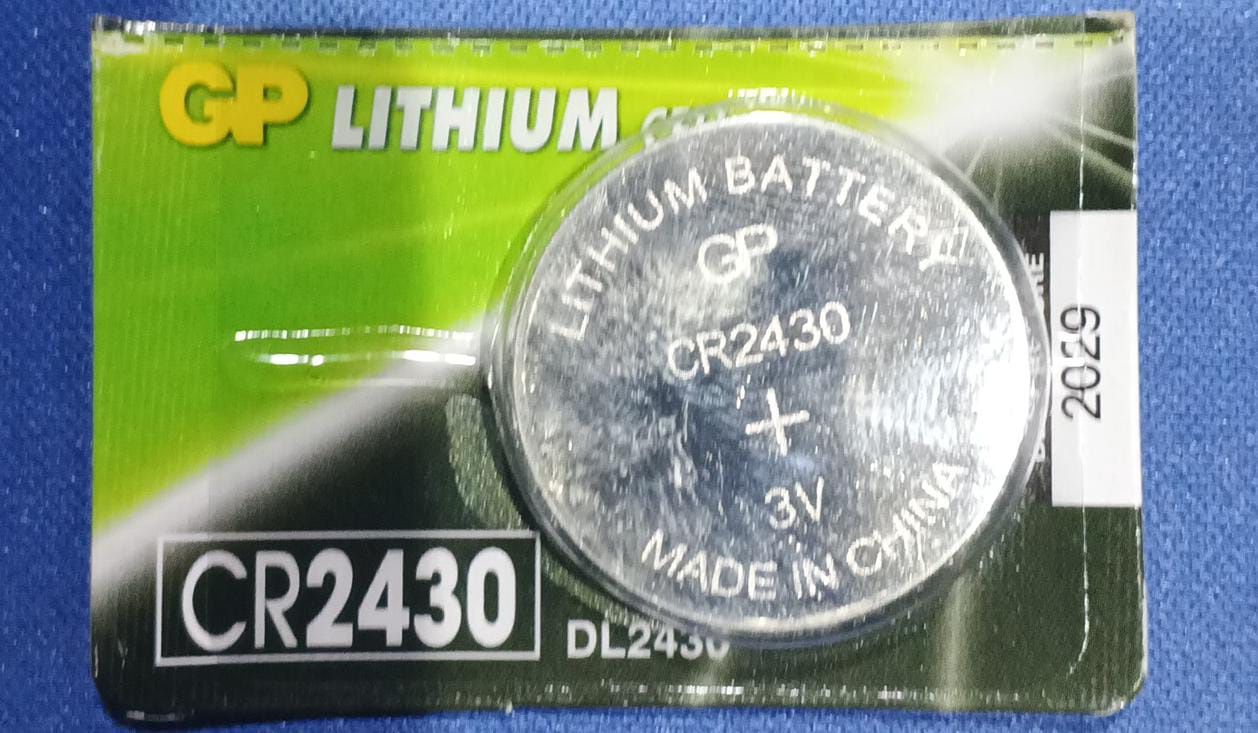 GP LITHIUM
LITHIUM BATTERY
GP
CR2430
+
3V
MADE IN CHINA
2029
CR2430
DL2430